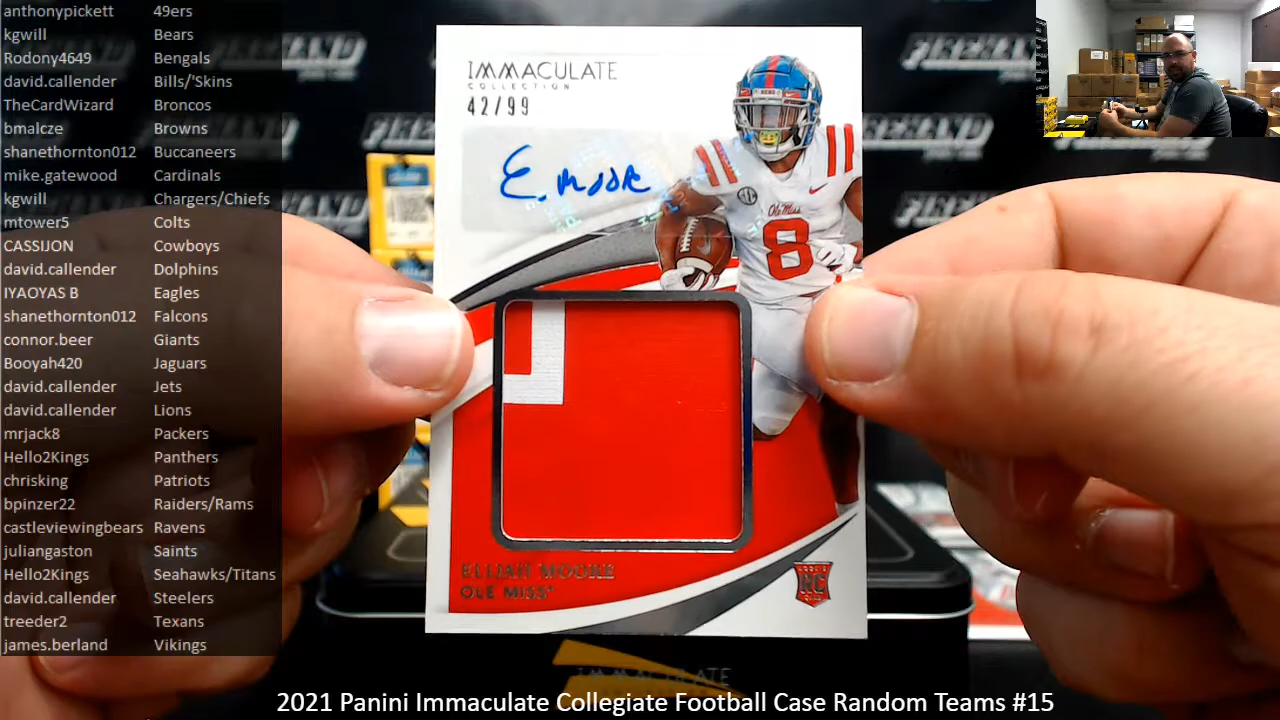 anthonypickett 49ers
kgwill Bears
Rodony4649 Bengals
david.callender Bills/'Skins
TheCardWizard Broncos
bmalcze Browns
shanethornton012 Buccaneers
mike.gatewood Cardinals
kgwill Chargers/Chiefs
mtower5 Colts
CASSIJON Cowboys
david.callender Dolphins
IYAOYAS B Eagles
shanethornton012 Falcons
connor.beer Giants
Booyah420 Jaguars
david.callender Jets
david.callender Lions
mrjack8 Packers
Hello2Kings Panthers
chrisking Patriots
bpinzer22 Raiders/Rams
castleviewingbears Ravens
juliangaston Saints
Hello2Kings Seahawks/Titans
david.callender Steelers
treeder2 Texans
james.berland Vikings
IMMACULATE
COLLECTION
42/99
E. Moore
Ole Miss
8
ELIJAH MOORE
OLE MISS
RC
IMMACULATE
2021 Panini Immaculate Collegiate Football Case Random Teams #15